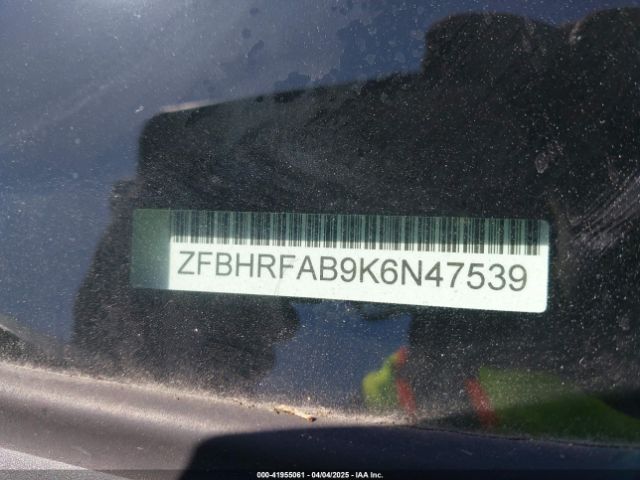 ZFBHRFAB9K6N47539
000-41955061 | 04/04/2025 | IAA Inc.